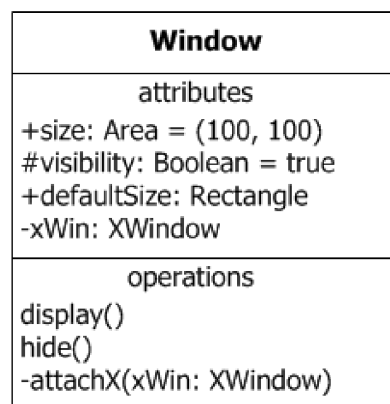 Window
attributes
+size: Area = (100, 100)
#visibility: Boolean = true
+defaultSize: Rectangle
-xWin: XWindow
operations
display()
hide()
-attachX(xWin: XWindow)